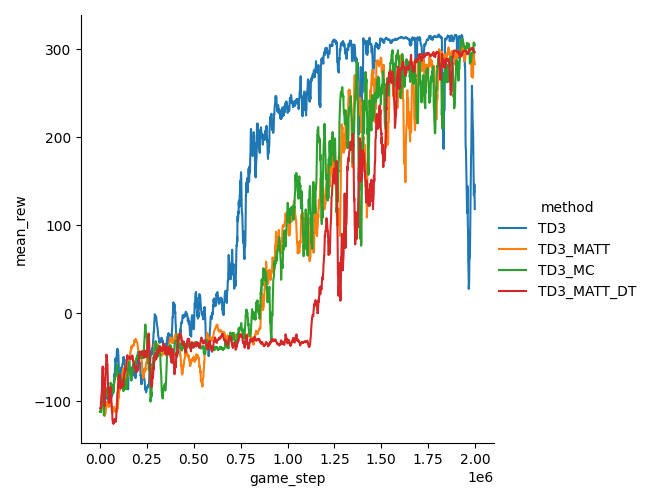 300
200
100
0
−100
mean_rew
0.00 0.25 0.50 0.75 1.00 1.25 1.50 1.75 2.00
1e6
game_step
method
TD3
TD3_MATT
TD3_MC
TD3_MATT_DT